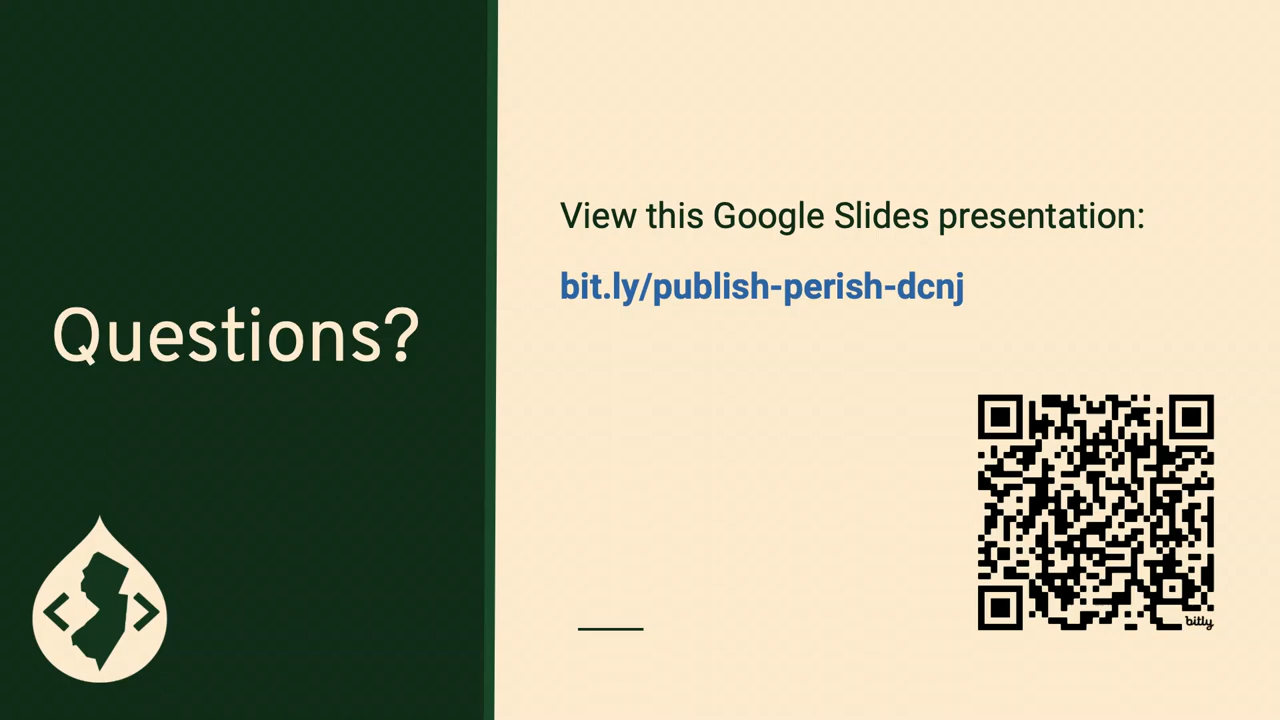 Questions?
View this Google Slides presentation:
bit.ly/publish-perish-dcnj
bitly